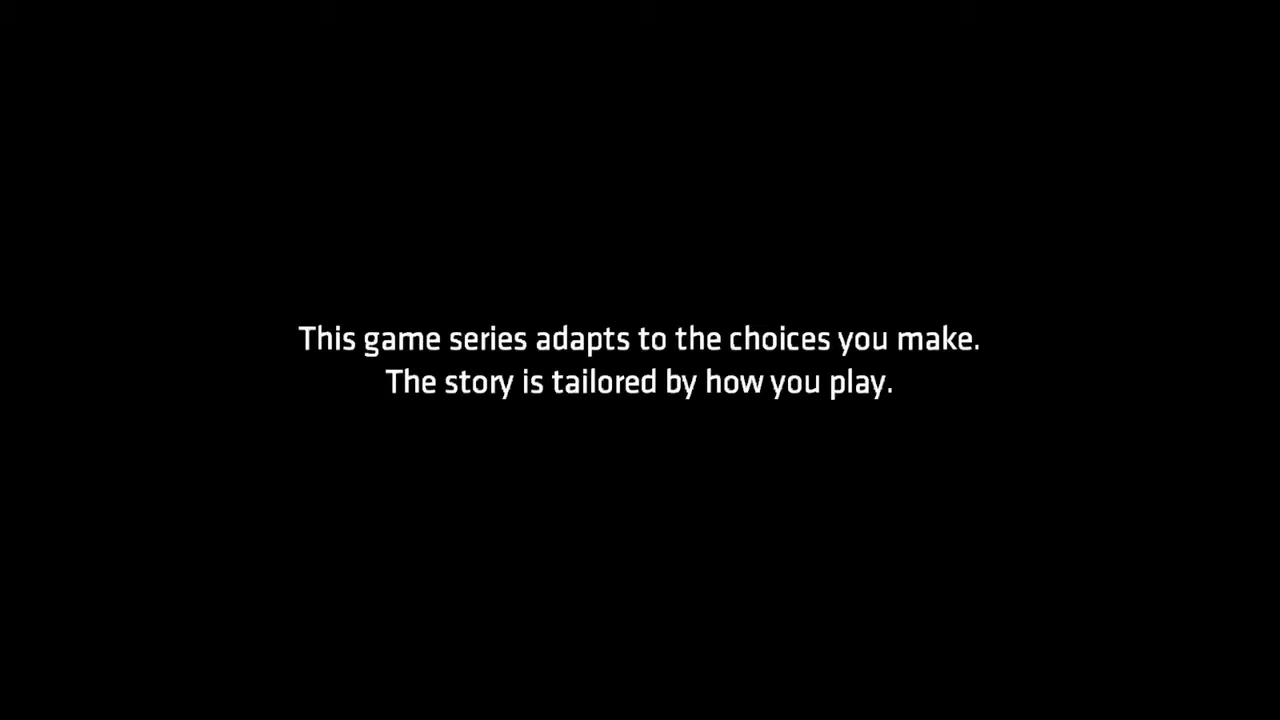 This game series adapts to the choices you make.
The story is tailored by how you play.